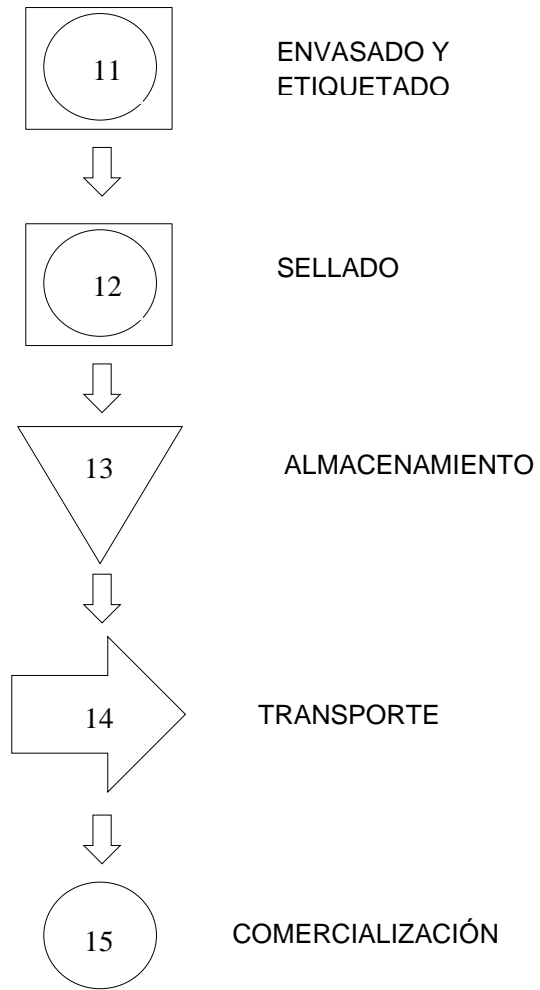 11
ENVASADO Y
ETIQUETADO
12
SELLADO
13
ALMACENAMIENTO
14
TRANSPORTE
15
COMERCIALIZACIÓN